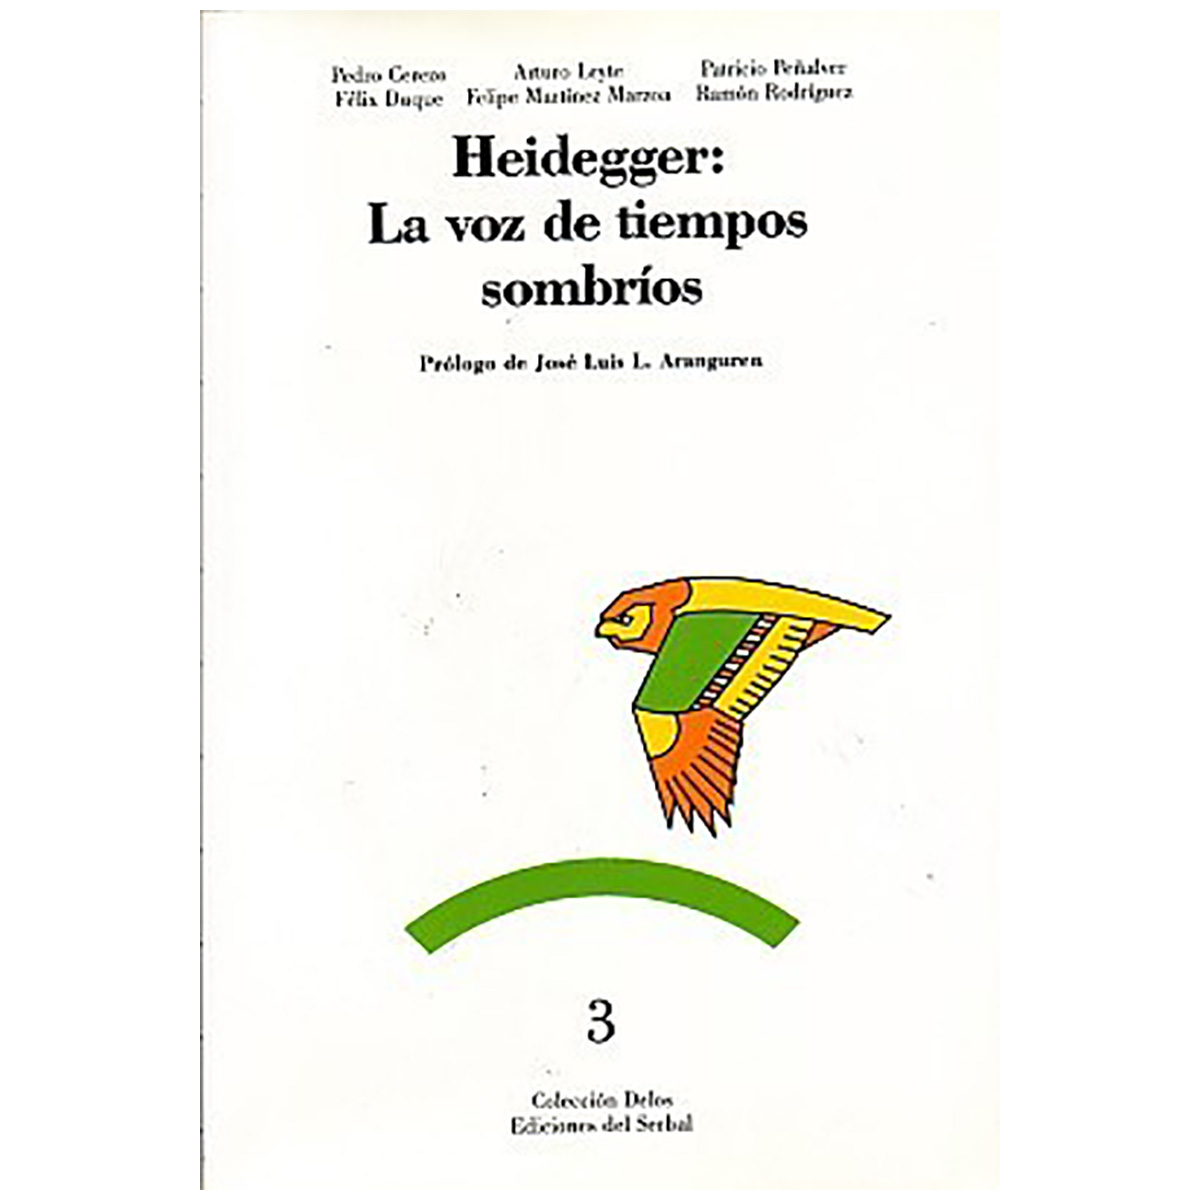 Pedro Cerezo Arturo Leyte Patricio Peñalver
Félix Duque Felipe Martínez Marzoa Ramón Rodríguez
Heidegger:
La voz de tiempos
sombríos
Prólogo de José Luis L. Aranguren
3
Colección Delos
Ediciones del Serbal